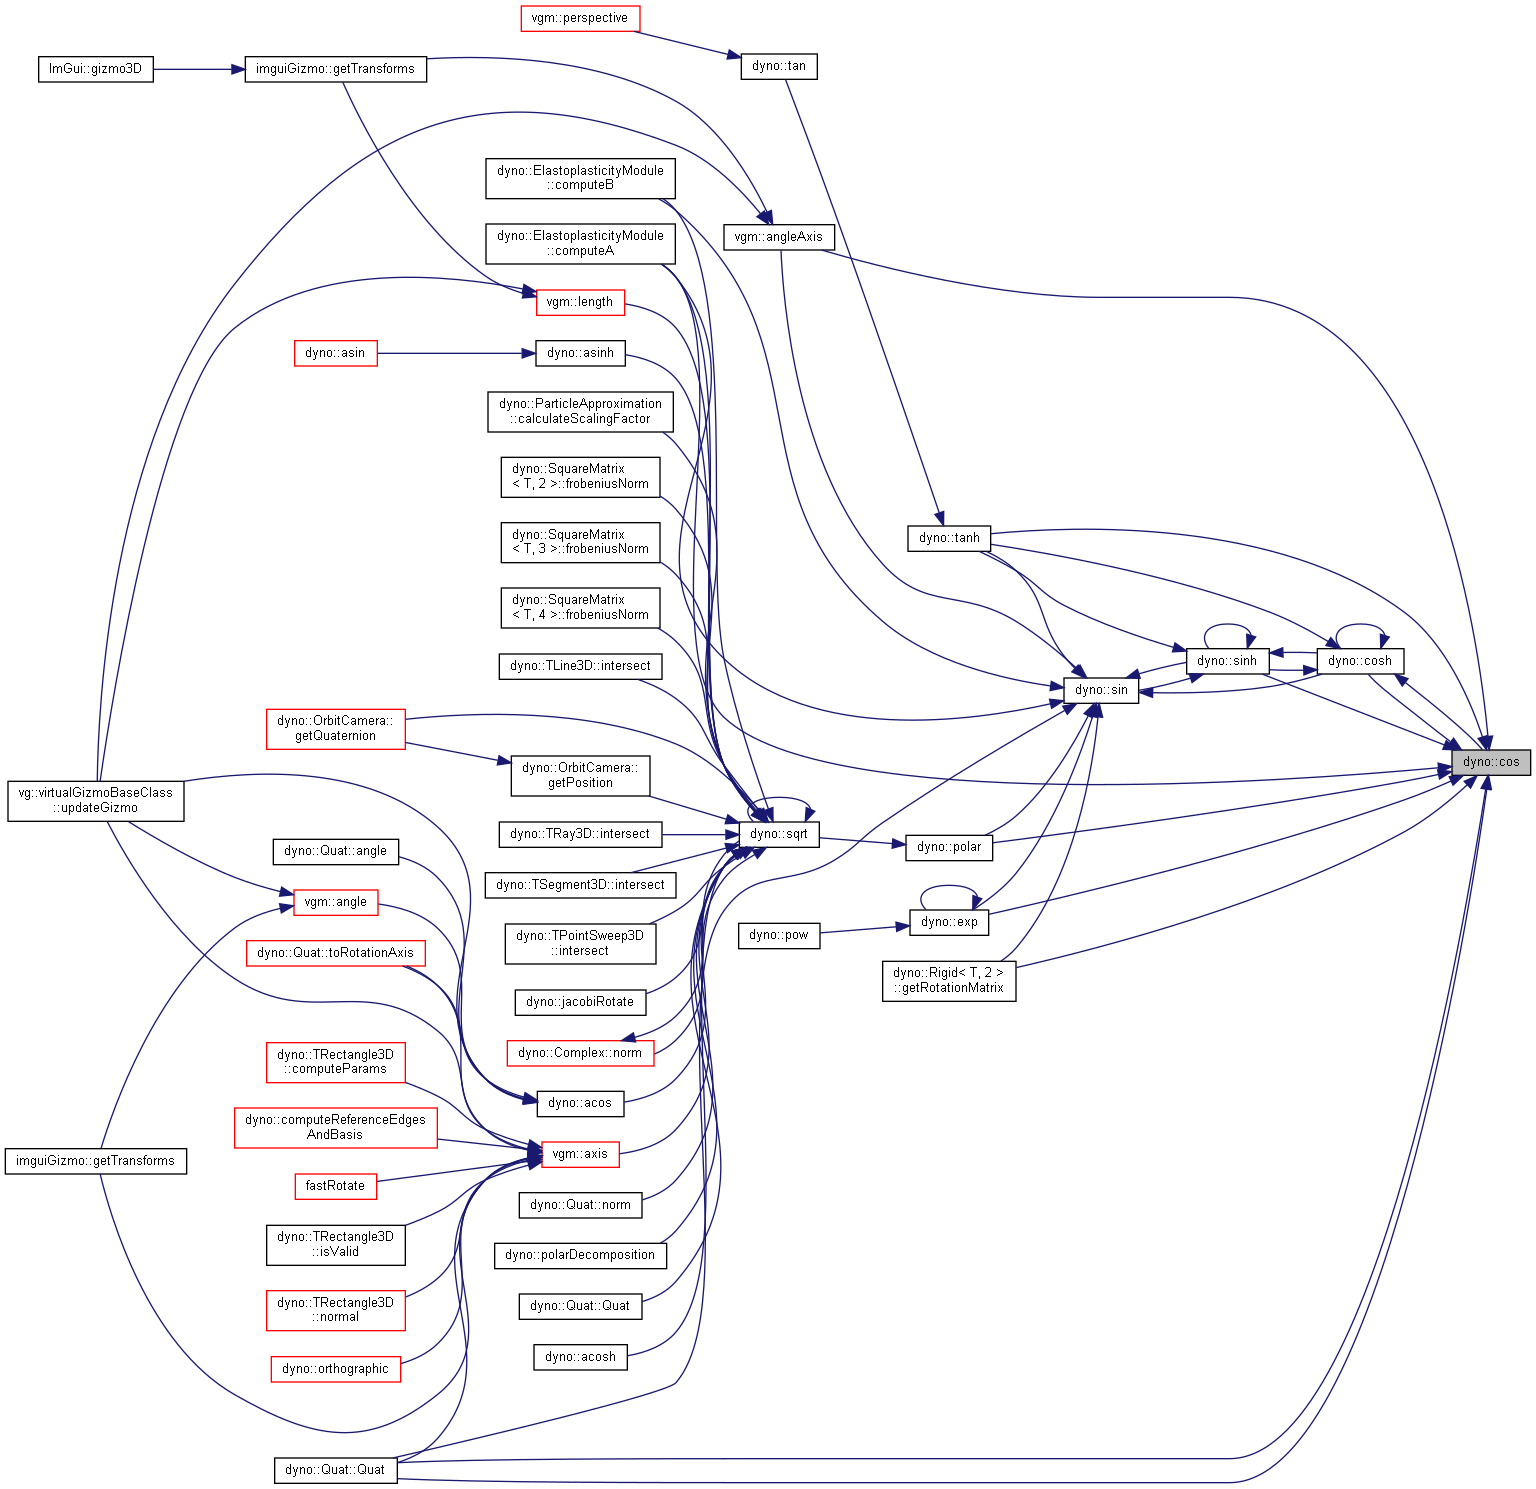 vgm::perspective
ImGui::gizmo3D
imguiGizmo::getTransforms
dyno::tan
dyno::ElastoplasticityModule
::computeB
dyno::ElastoplasticityModule
::computeA
vgm::angleAxis
vgm::length
dyno::asin
dyno::asinh
dyno::ParticleApproximation
::calculateScalingFactor
dyno::SquareMatrix
< T, 2 >::frobeniusNorm
dyno::SquareMatrix
< T, 3 >::frobeniusNorm
dyno::tanh
dyno::SquareMatrix
< T, 4 >::frobeniusNorm
dyno::TLine3D::intersect
dyno::sinh
dyno::cosh
dyno::sin
dyno::OrbitCamera::
getQuaternion
dyno::OrbitCamera::
getPosition
dyno::cos
vg::virtualGizmoBaseClass
::updateGizmo
dyno::TRay3D::intersect
dyno::sqrt
dyno::polar
dyno::Quat::angle
dyno::TSegment3D::intersect
vgm::angle
dyno::exp
dyno::pow
dyno::TPointSweep3D
::intersect
dyno::Quat::toRotationAxis
dyno::Rigid< T, 2 >
::getRotationMatrix
dyno::jacobiRotate
dyno::Complex::norm
dyno::TRectangle3D
::computeParams
dyno::acos
dyno::computeReferenceEdges
AndBasis
vgm::axis
imguiGizmo::getTransforms
fastRotate
dyno::Quat::norm
dyno::TRectangle3D
::isValid
dyno::polarDecomposition
dyno::TRectangle3D
::normal
dyno::Quat::Quat
dyno::acosh
dyno::orthographic
dyno::Quat::Quat